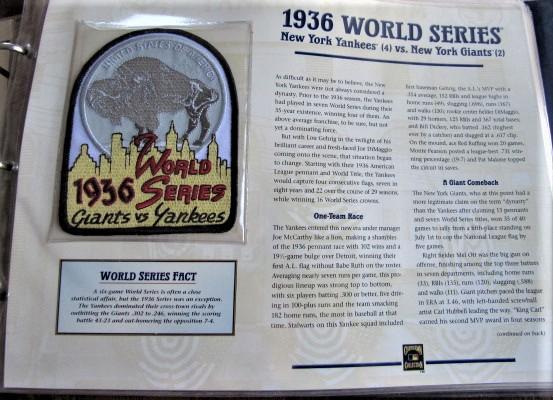 UNITED STATES OF AMERICA
WORLD
1936 SERIES
Giants vs Yankees
WORLD SERIES FACT
A six-game World Series is often a close
statistical affair, but the 1936 Series was an exception.
The Yankees dominated their cross-town rivals by
outhitting the Giants .302 to .246, winning the scoring
battle 43-23 and out-homering the opposition 7-4.
1936 WORLD SERIES
New York Yankees (4) vs. New York Giants (2)
As difficult as it may be to believe, the New
York Yankees were not always considered a
dynasty. Prior to the 1936 season, the Yankees
had played in seven World Series during their
35-year existence, winning four of them. An
above average franchise, to be sure, but not
yet a dominating force.
But with Lou Gehrig in the twilight of his
brilliant career and fresh-faced Joe DiMaggio
coming onto the scene, that situation began
to change. Starting with their 1936 American
League pennant and World Title, the Yankees
would capture four consecutive flags, seven in
eight years and 22 over the course of 29 seasons,
while winning 16 World Series crowns.
One-Team Race
The Yankees entered this new era under manager
Joe McCarthy like a lion, making a shambles
of the 1936 pennant race with 102 wins and a
19½-game bulge over Detroit, winning their
first A.L. flag without Babe Ruth on the roster.
Averaging nearly seven runs per game, this pro-
digious lineup was strong top to bottom,
with six players batting .300 or better, five driv-
ing in 100-plus runs and the team smacking
182 home runs, the most in baseball at that
time. Stalwarts on this Yankee squad included
first baseman Gehrig, the A.L.'s MVP with a
.354 average, 152 RBIs and league highs in
home runs (49), slugging (.696), runs (167)
and walks (130); rookie center fielder DiMaggio,
with 29 homers, 125 RBIs and 367 total bases;
and Bill Dickey, who batted .362 (highest
ever by a catcher) and slugged at a .617 clip.
On the mound, ace Red Ruffing won 20 games,
Monte Pearson posted a league-best .731 win-
ning percentage (19-7) and Pat Malone topped
the circuit in saves.
A Giant Comeback
The New York Giants, who at this point had a
more legitimate claim on the term "dynasty"
than the Yankees after claiming 13 pennants
and seven World Series titles, won 35 of 40
games to rally from a fifth-place standing on
July 1st to cop the National League flag by
five games.
Right fielder Mel Ott was the big gun on
offense, finishing among the top three batters
in seven departments, including home runs
(33), RBIs (135), runs (120), slugging (.588)
and walks (111). Giant pitchers paced the league
in ERA at 3.46, with left-handed screwball
artist Carl Hubbell leading the way. "King Carl"
earned his second MVP award in four seasons
(continued on back)
COOPERSTOWN
COLLECTION